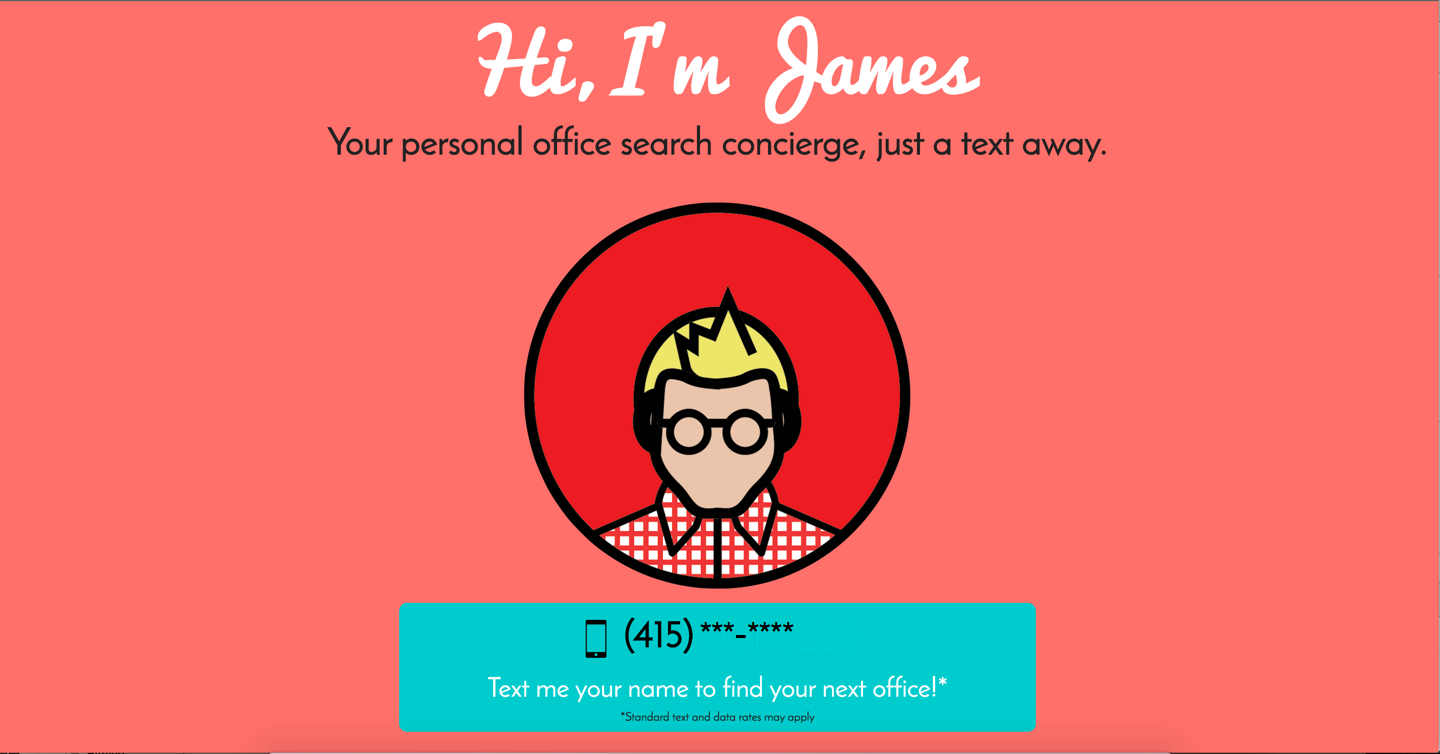 Hi, I'm James
Your personal office search concierge, just a text away.
(415) ***-****
Text me your name to find your next office!*
*Standard text and data rates may apply